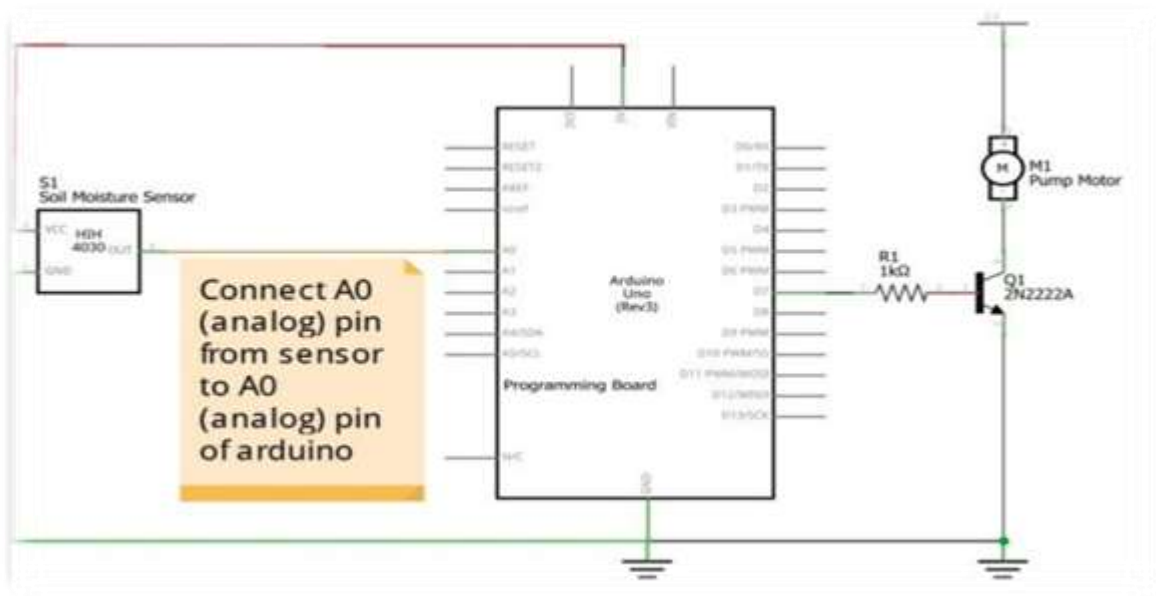 S1
Soil Moisture Sensor
VCC
HIH
4030
OUT
GND
Connect A0
(analog) pin
from sensor
to A0
(analog) pin
of arduino
RESET
RESET2
AREF
ioref
A0
A1
A2
A3
A4/SDA
A5/SCL
N/C
3V3
5V
VIN
D0/RX
D1/TX
D2
D3 PWM
D4
D5 PWM
D6 PWM
D7
D8
D9 PWM
D10 PWM/SS
D11 PWM/MOSI
D12/MISO
D13/SCK
Arduino
Uno
(Rev3)
Programming Board
GND
R1
1kΩ
Q1
2N2222A
M1
Pump Motor
M